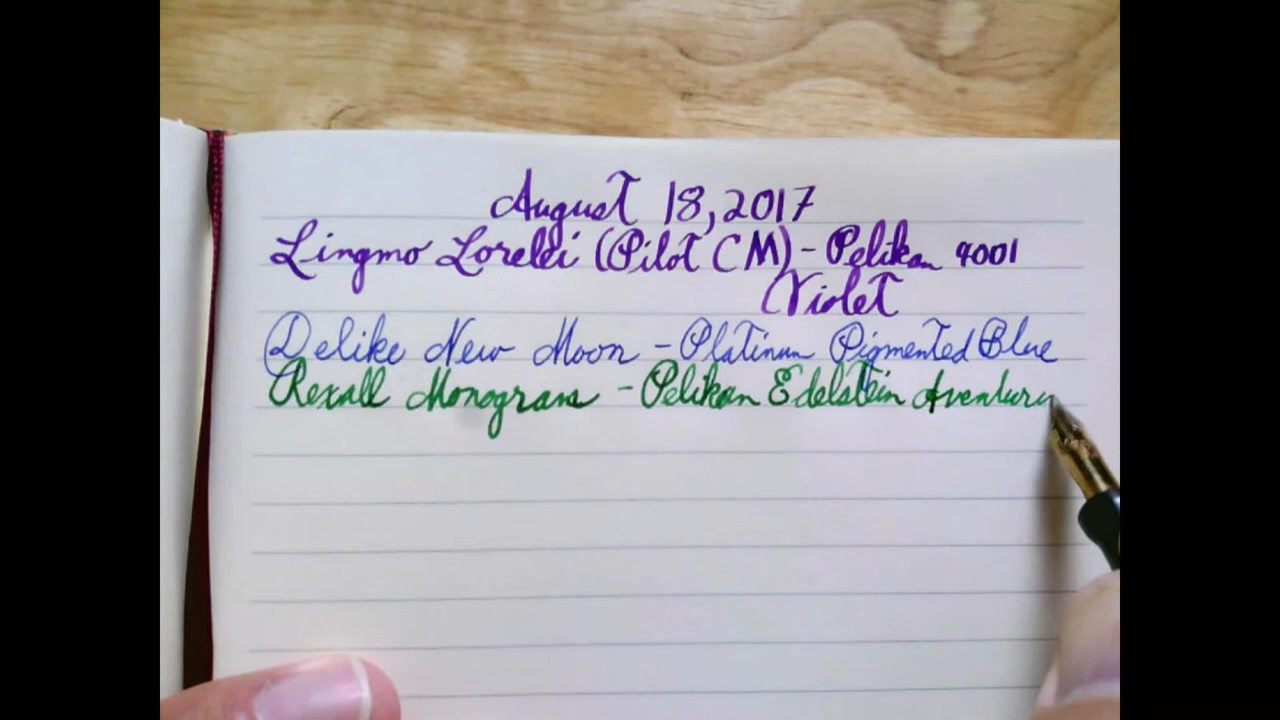 August 18, 2017
Lingmo Lorelei (Pilot CM) - Pelikan 4001
Violet
Delike New Moon - Platinum Pigmented Blue
Rexall Monogram - Pelikan Edelstein Aventuri